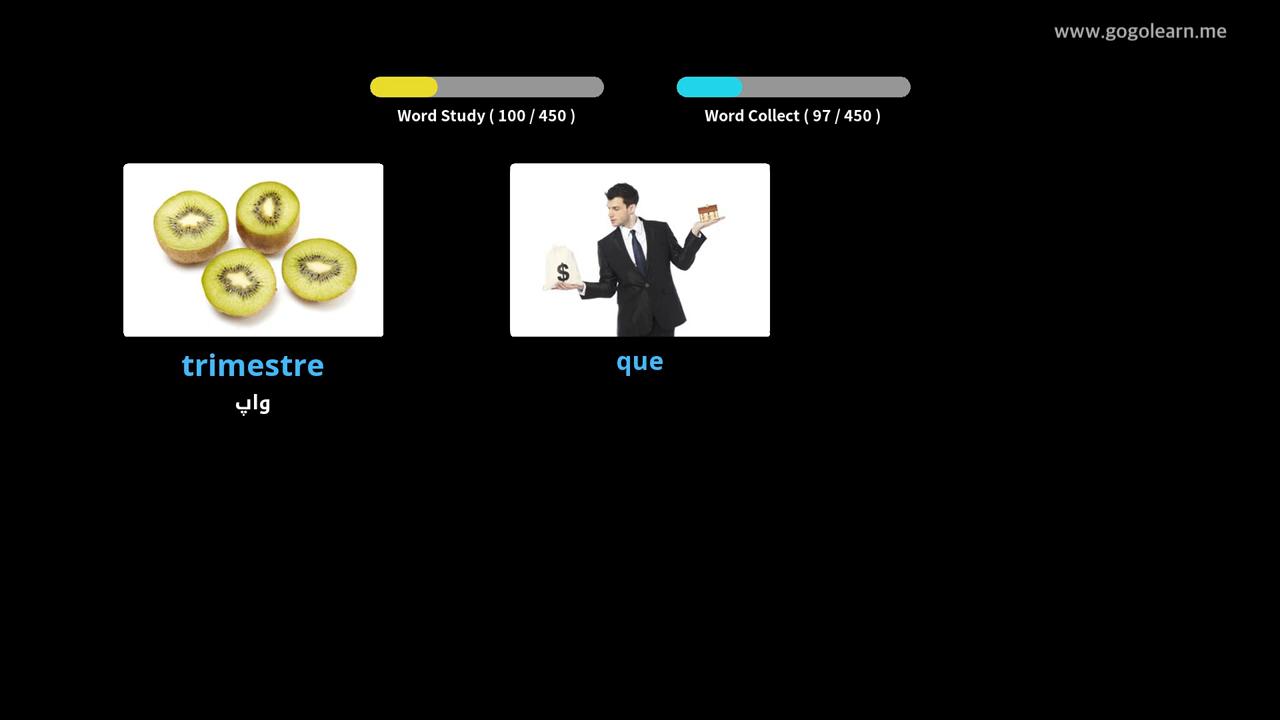 www.gogolearn.me
Word Study ( 100 / 450 )
Word Collect ( 97 / 450 )
trimestre
واپ
que
$